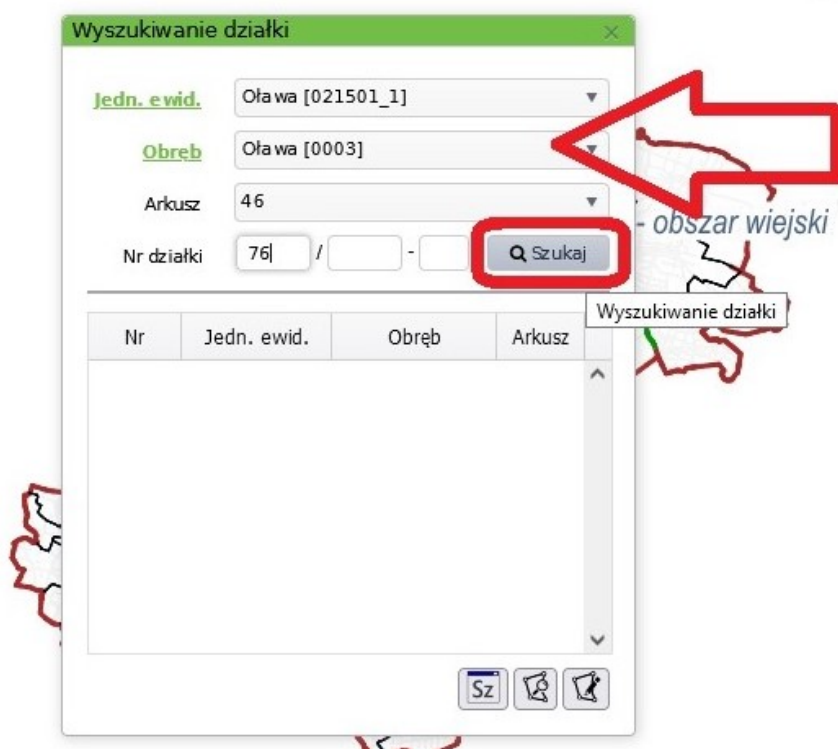 Wyszukiwanie działki
Jedn. ewid. Oława [021501_1]
Obręb Oława [0003]
Arkusz 46
- obszar wiejski
Nr działki 76 / - Szukaj
Wyszukiwanie działki
Nr Jedn. ewid. Obręb Arkusz
Sz